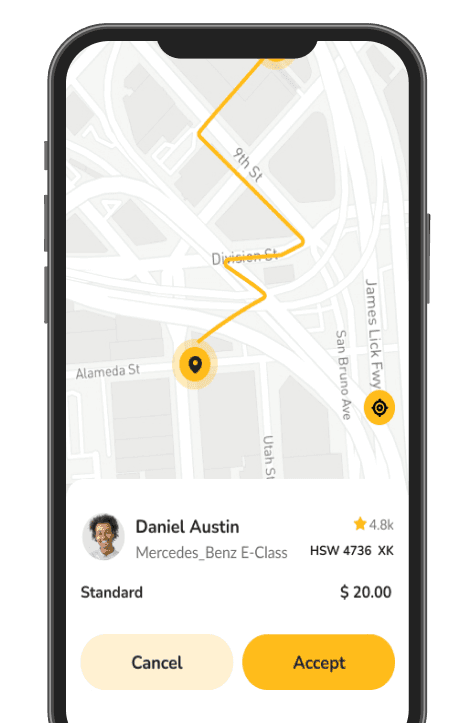 9th St
Division St
James Lick Fwy
San Bruno Ave
Alameda St
Utah St
Daniel Austin
4.8k
Mercedes_Benz E-Class
HSW 4736 XK
Standard
$ 20.00
Cancel
Accept